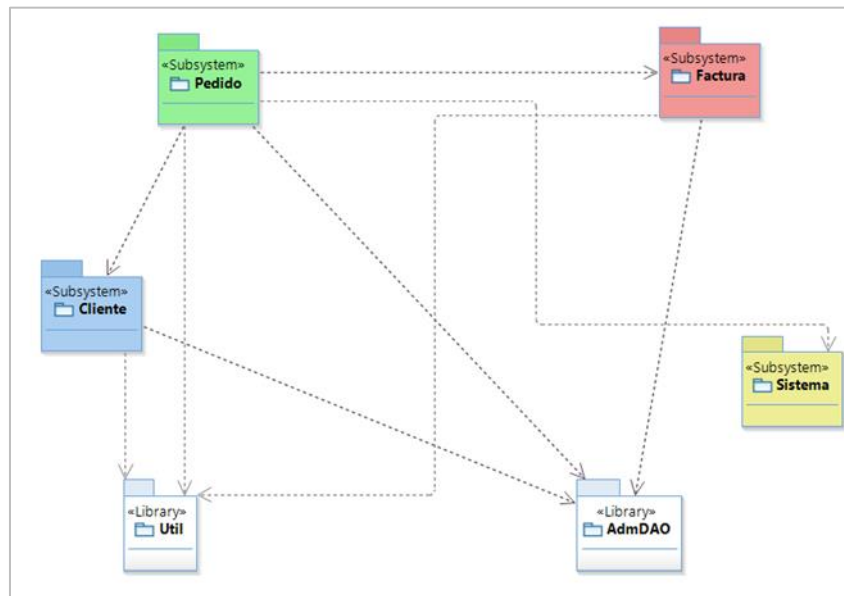 «Subsystem»
Pedido
«Subsystem»
Factura
«Subsystem»
Cliente
«Subsystem»
Sistema
«Library»
Util
«Library»
AdmDAO